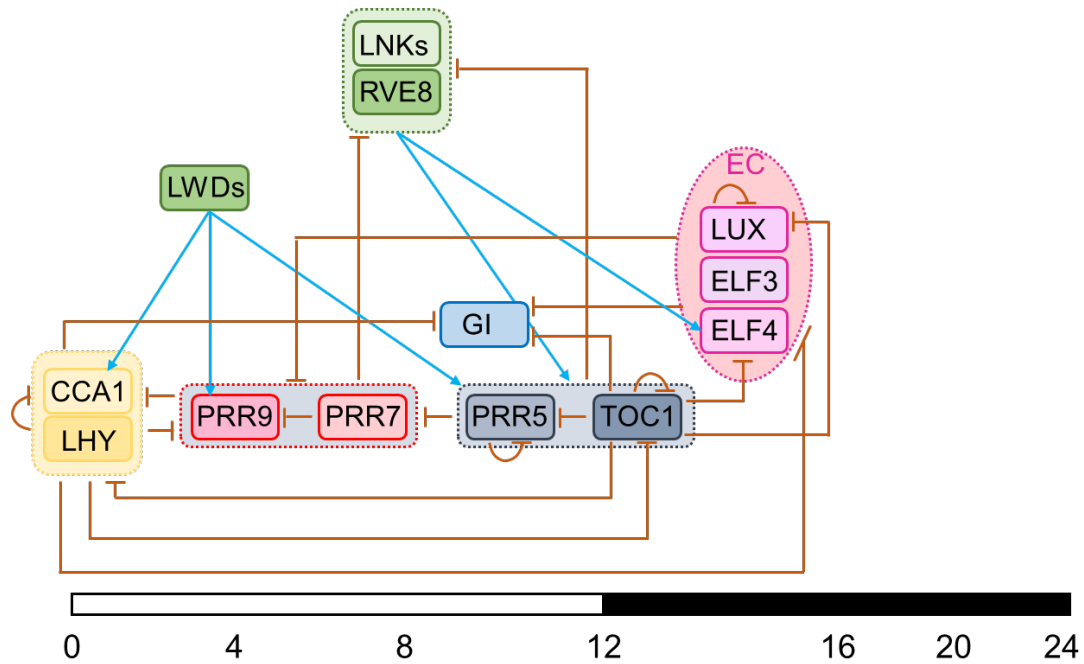 LNKs
RVE8
EC
LWDs
LUX
ELF3
GI
ELF4
CCA1
PRR9
PRR7
PRR5
TOC1
LHY
0
4
8
12
16
20
24